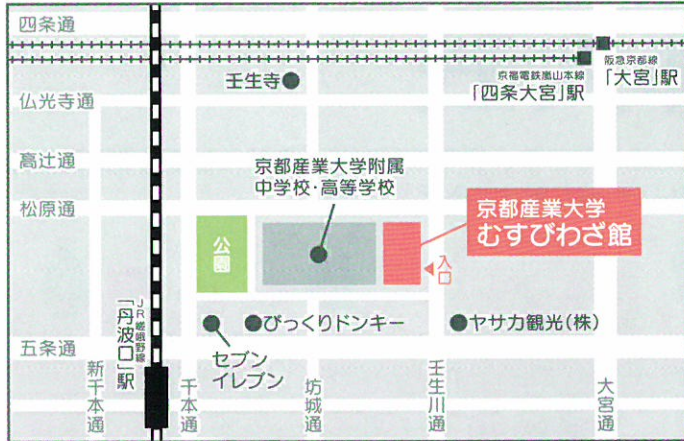 四条通
阪急京都線
「大宮」駅
京福電鉄嵐山本線
「四条大宮」駅
壬生寺
仏光寺通
高辻通
京都産業大学附属
中学校・高等学校
松原通
京都産業大学
むすびわざ館
公園
入口
JR嵯峨野線
「丹波口」駅
びっくりドンキー
ヤサカ観光(株)
セブン
イレブン
五条通
新千本通
千本通
坊城通
壬生川通
大宮通